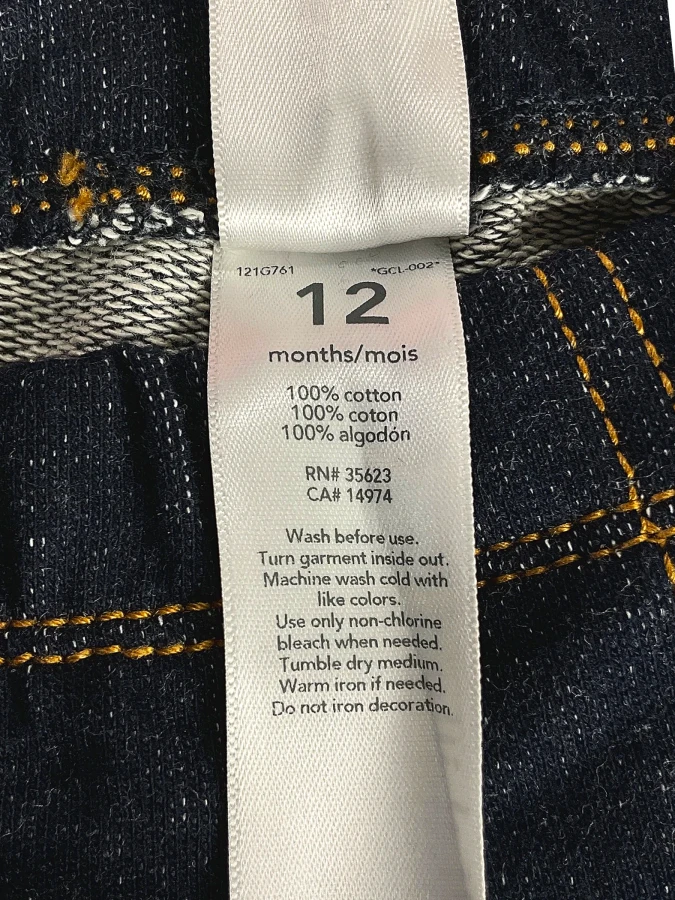 121G761 *GCL-002*
12
months/mois
100% cotton
100% coton
100% algodón
RN# 35623
CA# 14974
Wash before use.
Turn garment inside out.
Machine wash cold with
like colors.
Use only non-chlorine
bleach when needed.
Tumble dry medium.
Warm iron if needed.
Do not iron decoration.